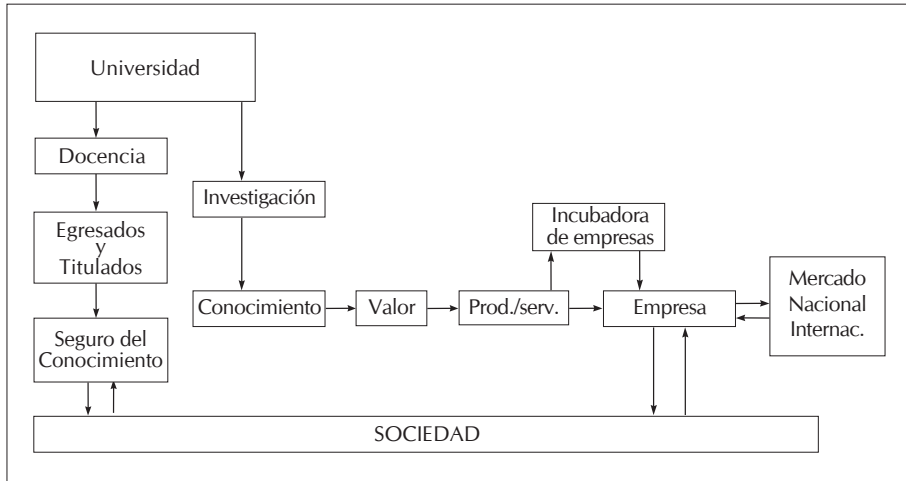 Universidad
Docencia
Egresados
y
Titulados
Seguro del
Conocimiento
Investigación
Conocimiento
Valor
Prod./serv.
Incubadora
de empresas
Empresa
Mercado
Nacional
Internac.
SOCIEDAD